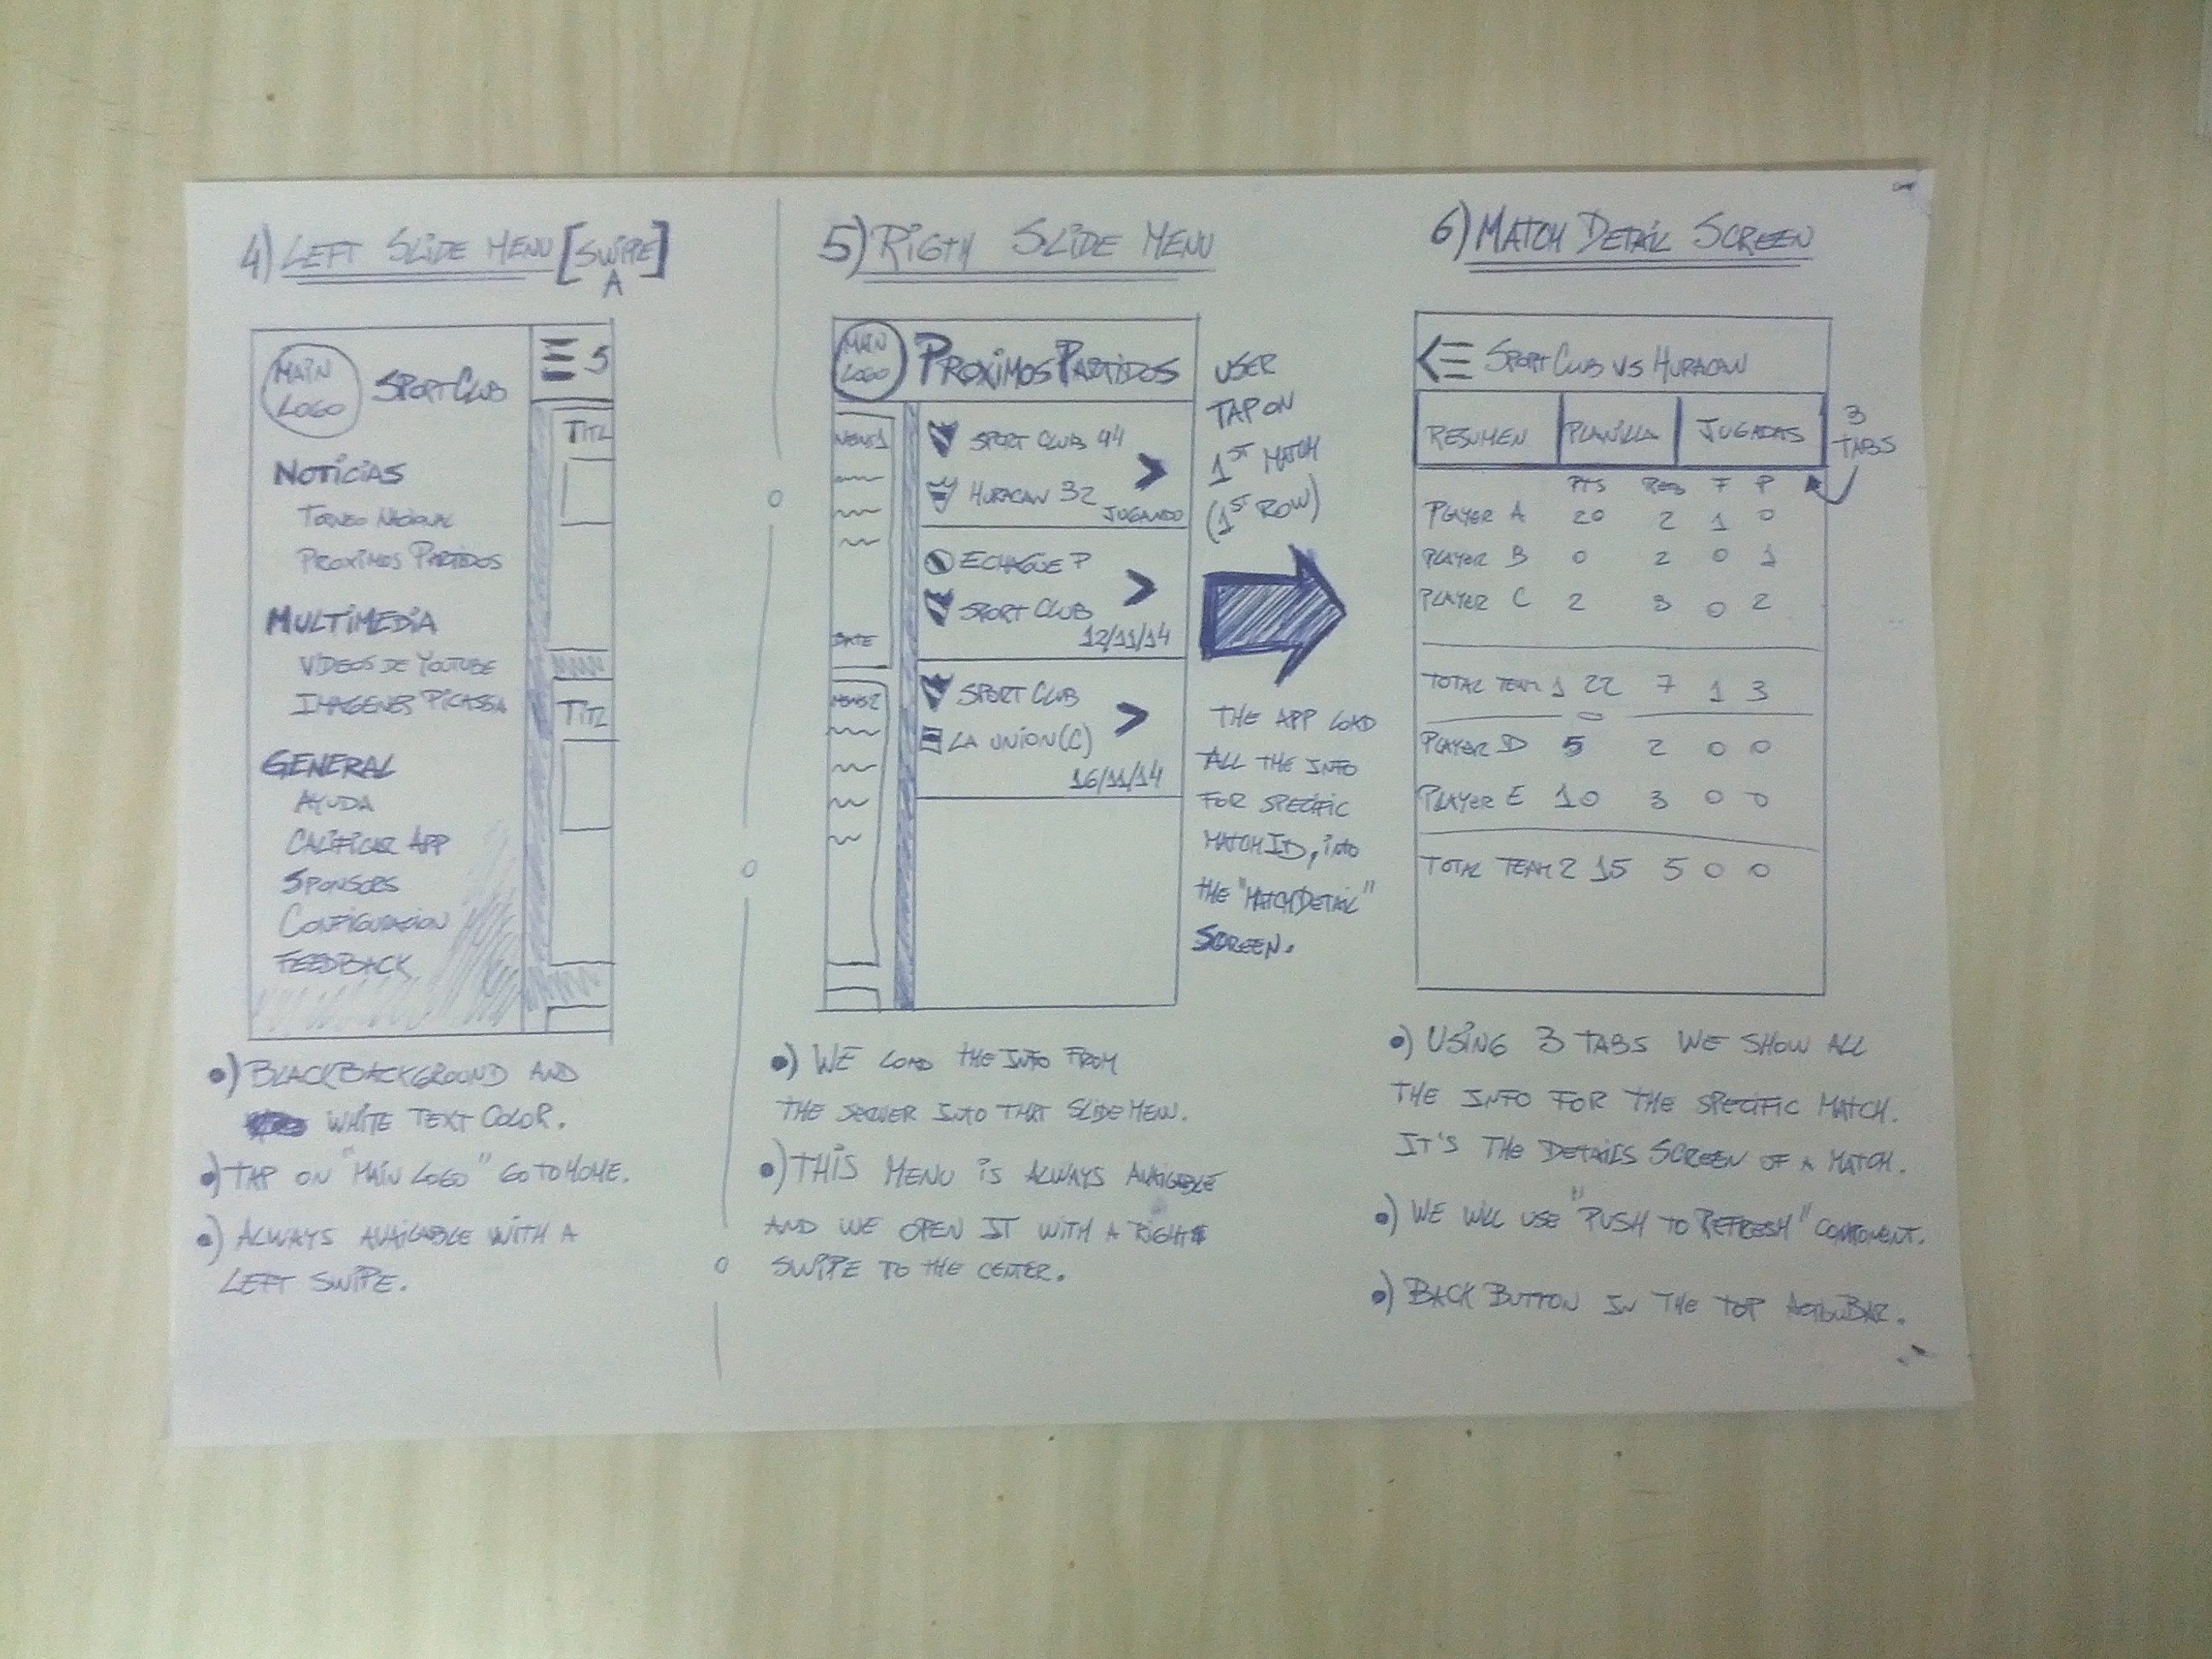 4) LEFT SLIDE MENU [SWIPE]
A
MAIN
LOGO
SPORT CLUB
5
TITL
NOTICIAS
TORNEO NACIONAL
PROXIMOS PARTIDOS
MULTIMEDIA
VIDEOS DE YOUTUBE
IMAGENES PICASSA
TITL
GENERAL
AYUDA
CALIFICAR APP
SPONSORS
CONFIGURACION
FEEDBACK
•) BLACK BACKGROUND AND
WHITE TEXT COLOR.
•) TAP ON "MAIN LOGO" GO TO HOME.
•) ALWAYS AVAILABLE WITH A
LEFT SWIPE.
5) RIGTH SLIDE MENU
MAIN
LOGO
PROXIMOS PARTIDOS
NEWS1
SPORT CLUB 44
HURACAN 32
JUGANDO
ECHAGÜE P
SPORT CLUB
12/11/14
DATE
NEWS2
SPORT CLUB
LA UNION (C)
16/11/14
USER
TAP ON
1ST MATCH
(1ST ROW)
THE APP LOAD
ALL THE INFO
FOR SPECIFIC
MATCH ID, INTO
THE "MATCHDETAIL"
SCREEN.
•) WE LOAD THE INFO FROM
THE SERVER INTO THAT SLIDE MENU.
•) THIS MENU IS ALWAYS AVAILABLE
AND WE OPEN IT WITH A RIGHT
SWIPE TO THE CENTER.
6) MATCH DETAIL SCREEN
SPORT CLUB VS HURACAN
RESUMEN PLANILLA JUGADAS
3
TABS
PTS REB F P
PLAYER A 20 2 1 0
PLAYER B 0 2 0 1
PLAYER C 2 3 0 2
TOTAL TEAM 1 22 7 1 3
PLAYER D 5 2 0 0
PLAYER E 10 3 0 0
TOTAL TEAM 2 15 5 0 0
•) USING 3 TABS WE SHOW ALL
THE INFO FOR THE SPECIFIC MATCH.
IT'S THE DETAILS SCREEN OF A MATCH.
•) WE WILL USE "PUSH TO REFRESH" COMPONENT.
•) BACK BUTTON IN THE TOP ACTIONBAR.